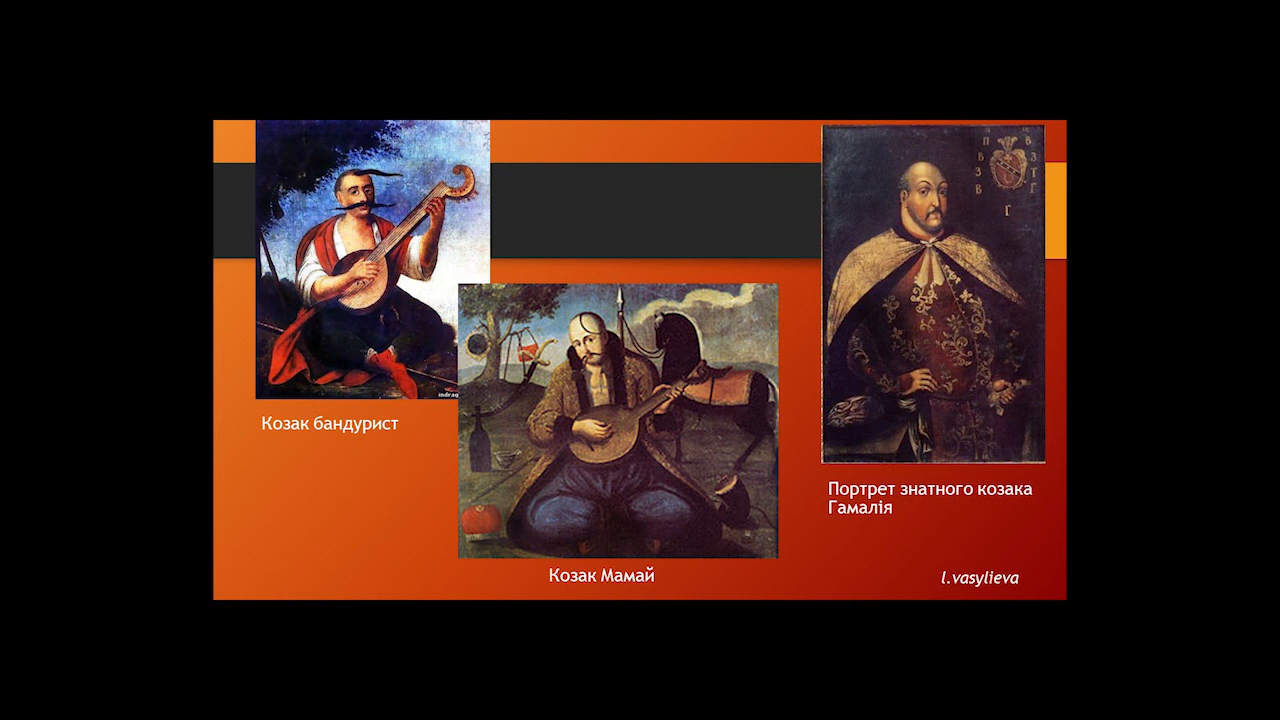 Козак бандурист
Козак Мамай
Портрет знатного козака
Гамалія
l.vasylieva